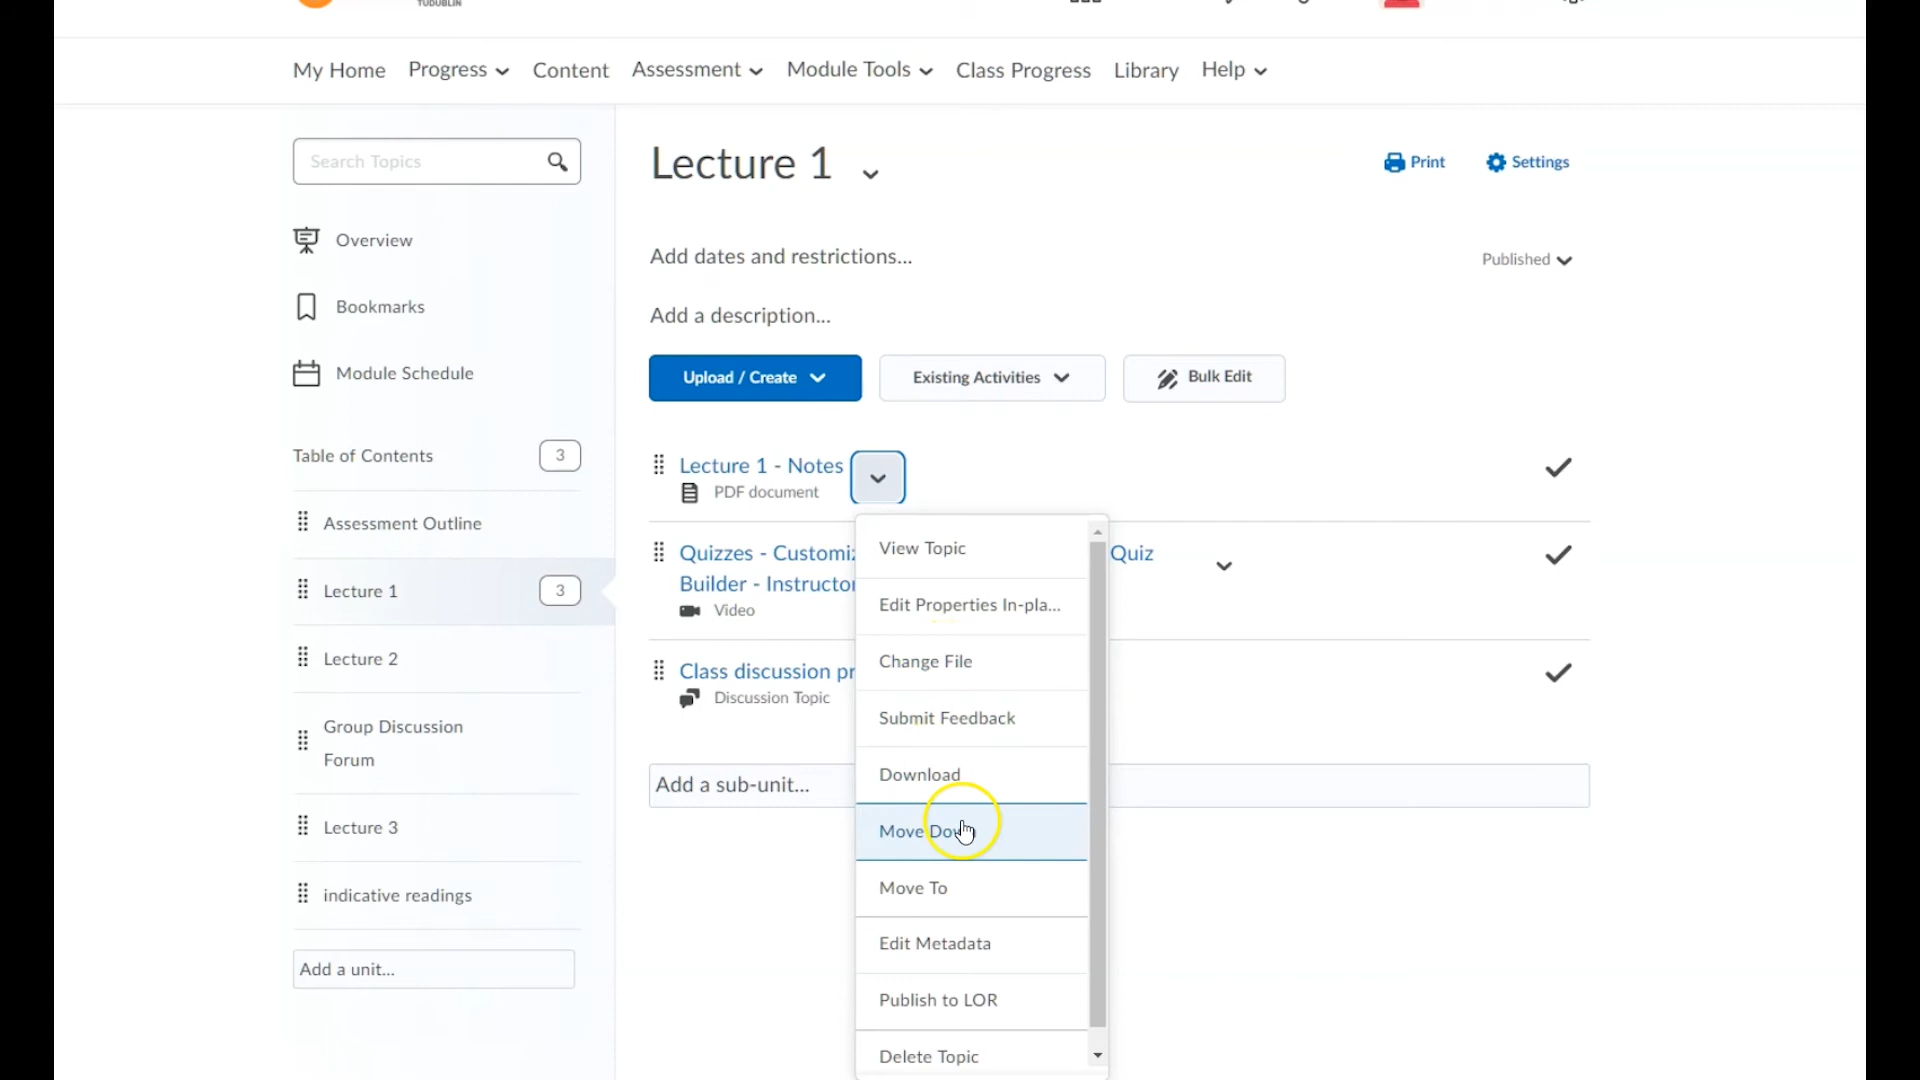 TUDUBLIN
My Home Progress Content Assessment Module Tools Class Progress Library Help
Search Topics
Overview
Bookmarks
Module Schedule
Table of Contents 3
Assessment Outline
Lecture 1 3
Lecture 2
Group Discussion
Forum
Lecture 3
indicative readings
Add a unit...
Lecture 1
Print Settings
Add dates and restrictions...
Published
Add a description...
Upload / Create Existing Activities Bulk Edit
Lecture 1 - Notes
PDF document
Quizzes - Customiz Quiz
Builder - Instructor
Video
Class discussion pr
Discussion Topic
Add a sub-unit...
View Topic
Edit Properties In-pla...
Change File
Submit Feedback
Download
Move Down
Move To
Edit Metadata
Publish to LOR
Delete Topic